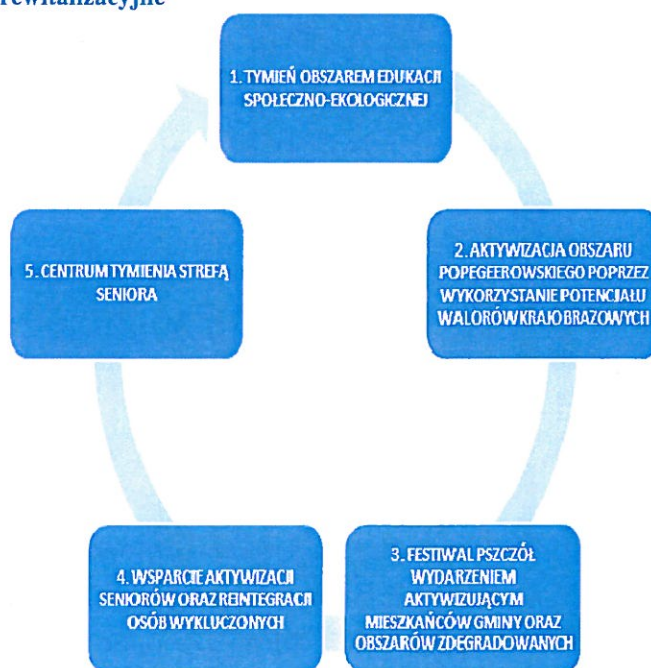 rewitalizacyjne
1. TYMIEŃ OBSZAREM EDUKACJI
SPOŁECZNO-EKOLOGICZNEJ
2. AKTYWIZACJA OBSZARU
POPEGEEROWSKIEGO POPRZEZ
WYKORZYSTANIE POTENCJAŁU
WALORÓW KRAJOBRAZOWYCH
3. FESTIWAL PSZCZÓŁ
WYDARZENIEM
AKTYWIZUJĄCYM
MIESZKAŃCÓW GMINY ORAZ
OBSZARÓW ZDEGRADOWANYCH
4. WSPARCIE AKTYWIZACJI
SENIORÓW ORAZ REINTEGRACJI
OSÓB WYKLUCZONYCH
5. CENTRUM TYMIENIA STREFĄ
SENIORA